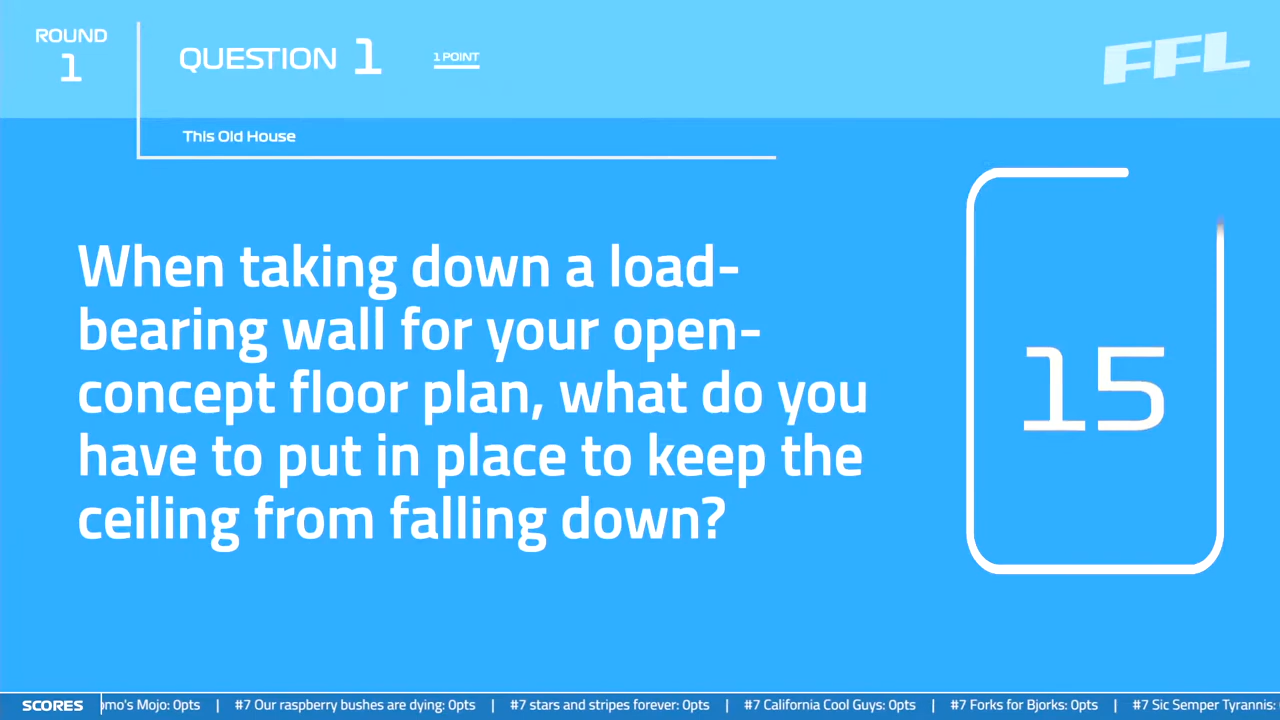 ROUND
1
QUESTION 1
1 POINT
FFL
This Old House
When taking down a load-
bearing wall for your open-
concept floor plan, what do you
have to put in place to keep the
ceiling from falling down?
15
SCORES omo's Mojo: 0pts | #7 Our raspberry bushes are dying: 0pts | #7 stars and stripes forever: 0pts | #7 California Cool Guys: 0pts | #7 Forks for Bjorks: 0pts | #7 Sic Semper Tyrannis: